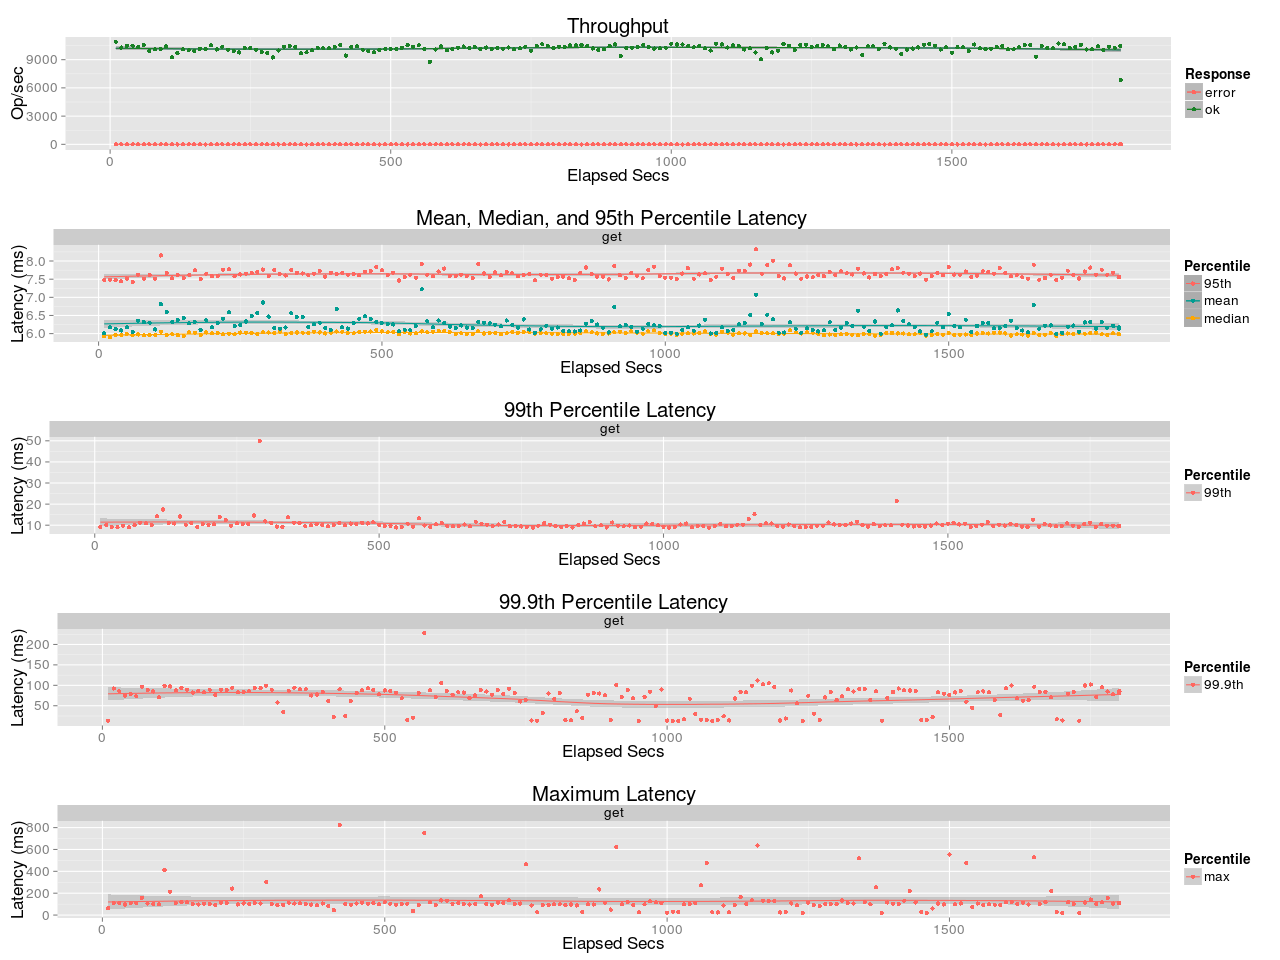 Throughput
Op/sec
9000
6000
3000
0
0 500 1000 1500
Elapsed Secs
Response
error
ok
Mean, Median, and 95th Percentile Latency
get
Latency (ms)
8.0
7.5
7.0
6.5
6.0
0 500 1000 1500
Elapsed Secs
Percentile
95th
mean
median
99th Percentile Latency
get
Latency (ms)
50
40
30
20
10
0 500 1000 1500
Elapsed Secs
Percentile
99th
99.9th Percentile Latency
get
Latency (ms)
200
150
100
50
0 500 1000 1500
Elapsed Secs
Percentile
99.9th
Maximum Latency
get
Latency (ms)
800
600
400
200
0
0 500 1000 1500
Elapsed Secs
Percentile
max